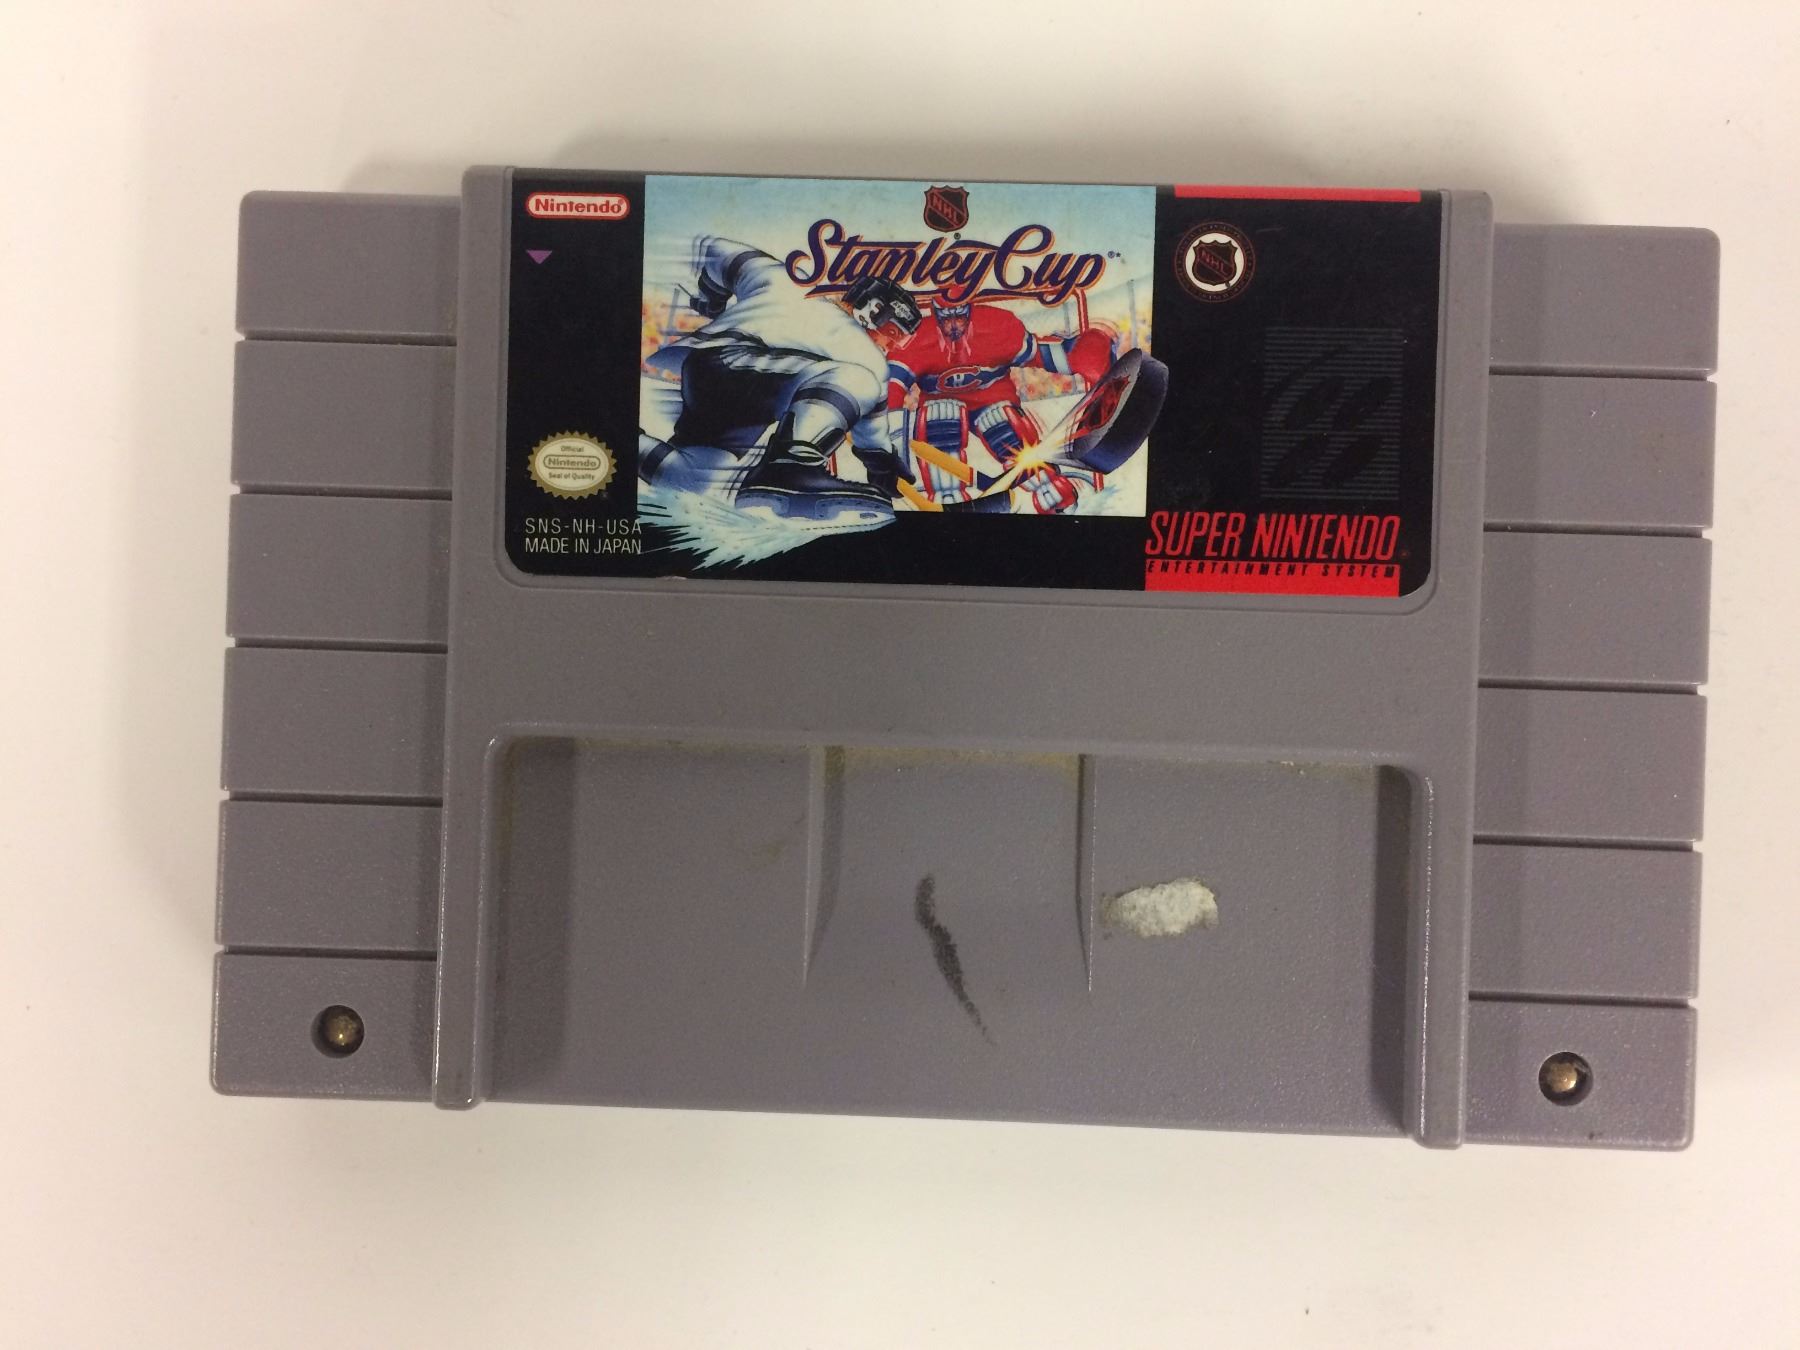 Nintendo®
NHL
®
Stanley Cup®*
NHL
C
Official
Nintendo
Seal of Quality
SNS-NH-USA
MADE IN JAPAN
SUPER NINTENDO
ENTERTAINMENT SYSTEM